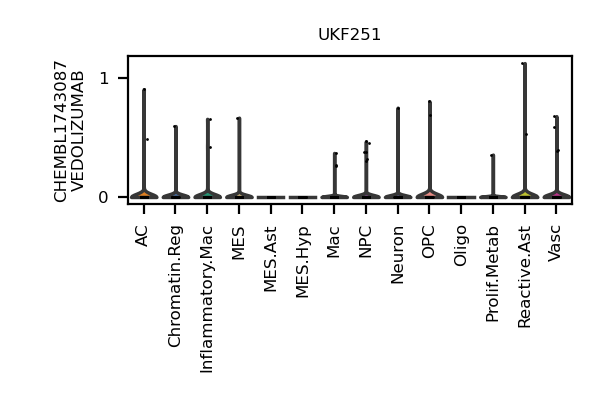 UKF251
CHEMBL1743087
VEDOLIZUMAB
1
0
AC
Chromatin.Reg
Inflammatory.Mac
MES
MES.Ast
MES.Hyp
Mac
NPC
Neuron
OPC
Oligo
Prolif.Metab
Reactive.Ast
Vasc